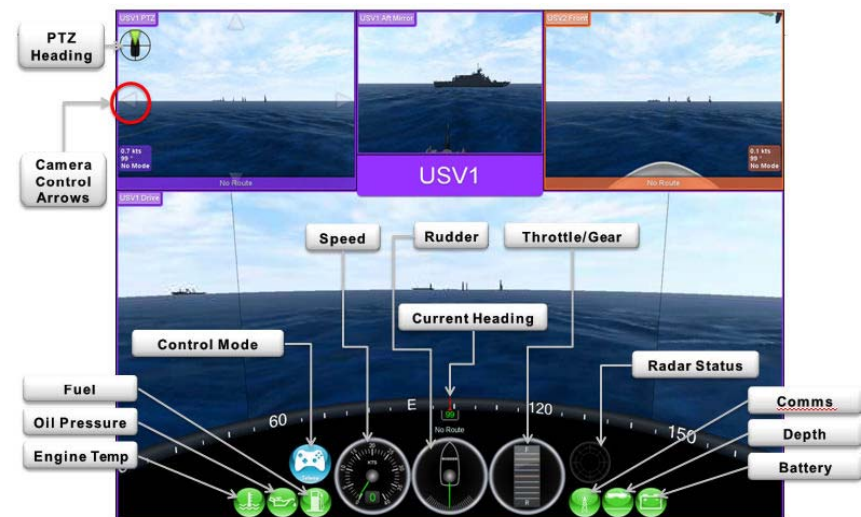 PTZ
Heading
Camera
Control
Arrows
USV1 PTZ
0.7 kts
99 °
No Mode
No Route
USV1 Aft Mirror
USV1
USV2 Front
0.1 kts
99 °
No Mode
No Route
USV1 Drive
Speed
Rudder
Throttle/Gear
Current Heading
Control Mode
Radar Status
Fuel
Oil Pressure
Engine Temp
Comms
Depth
Battery
60
E
99
120
150
No Route
KTS
0
F
R